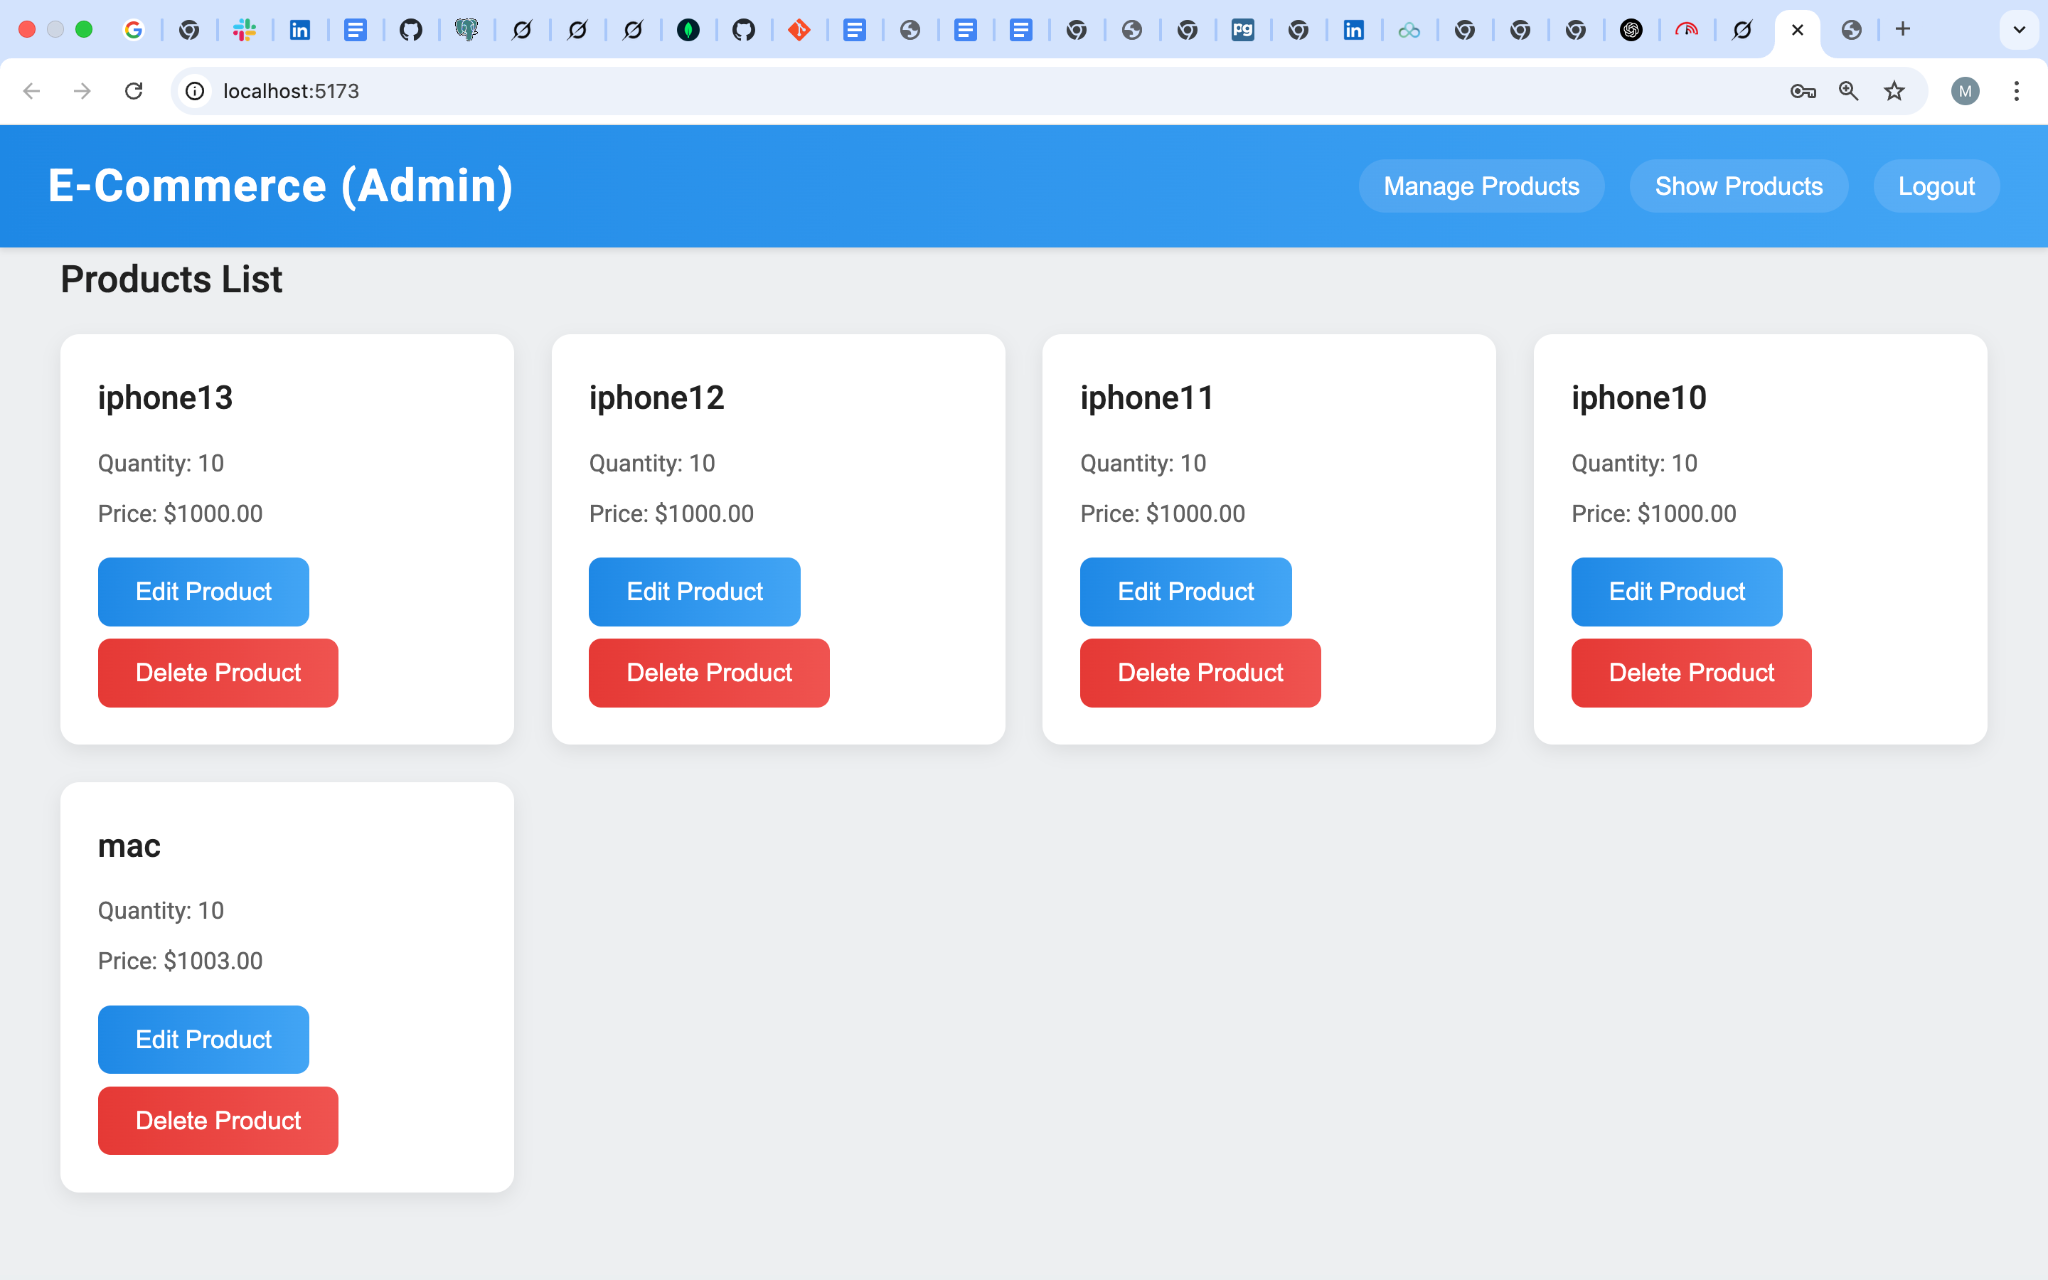 G in pg in
localhost:5173 M
E-Commerce (Admin) Manage Products Show Products Logout
Products List
iphone13
Quantity: 10
Price: $1000.00
Edit Product
Delete Product
iphone12
Quantity: 10
Price: $1000.00
Edit Product
Delete Product
iphone11
Quantity: 10
Price: $1000.00
Edit Product
Delete Product
iphone10
Quantity: 10
Price: $1000.00
Edit Product
Delete Product
mac
Quantity: 10
Price: $1003.00
Edit Product
Delete Product